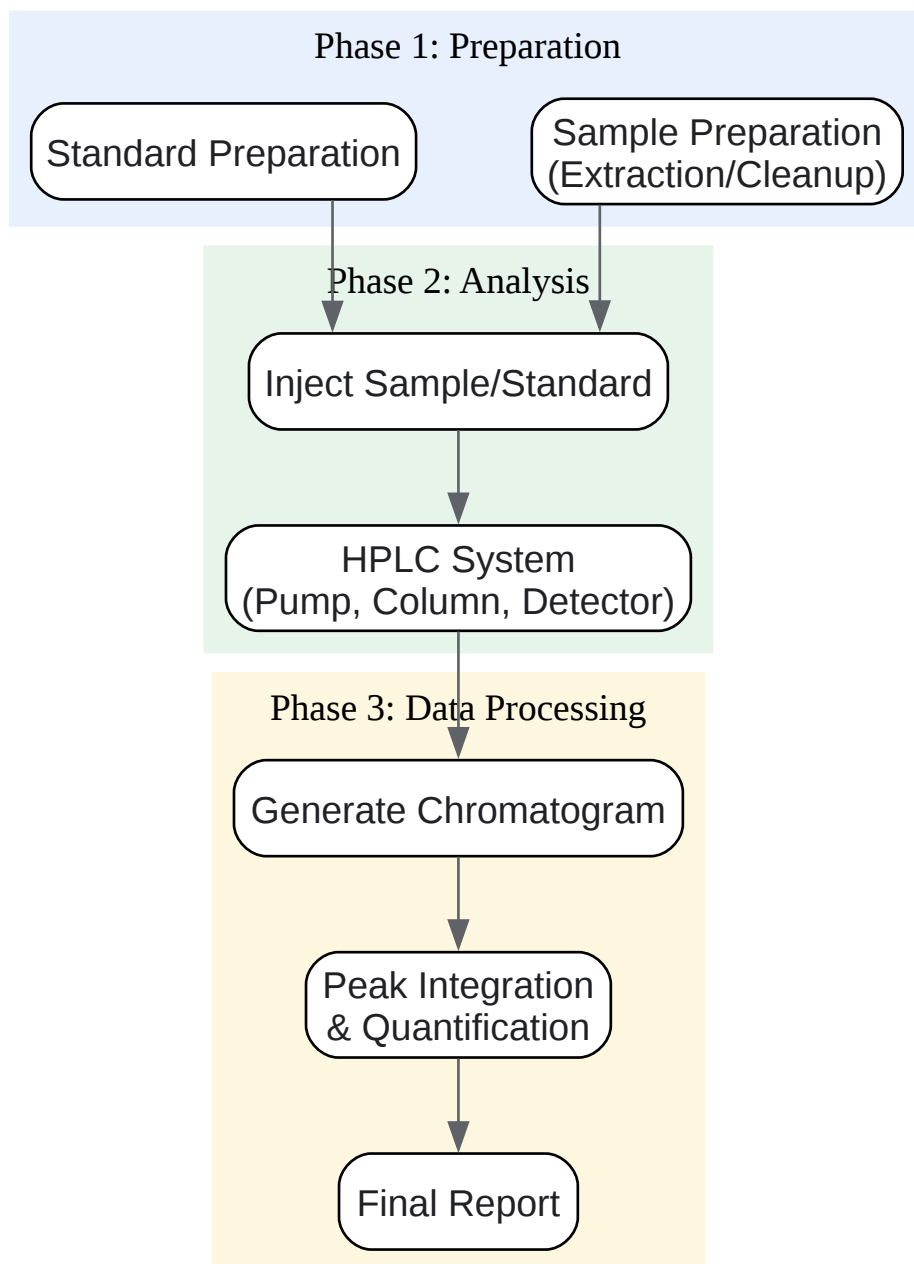 Phase 1: Preparation
Standard Preparation
Sample Preparation
(Extraction/Cleanup)
Phase 2: Analysis
Inject Sample/Standard
HPLC System
(Pump, Column, Detector)
Phase 3: Data Processing
Generate Chromatogram
Peak Integration
& Quantification
Final Report